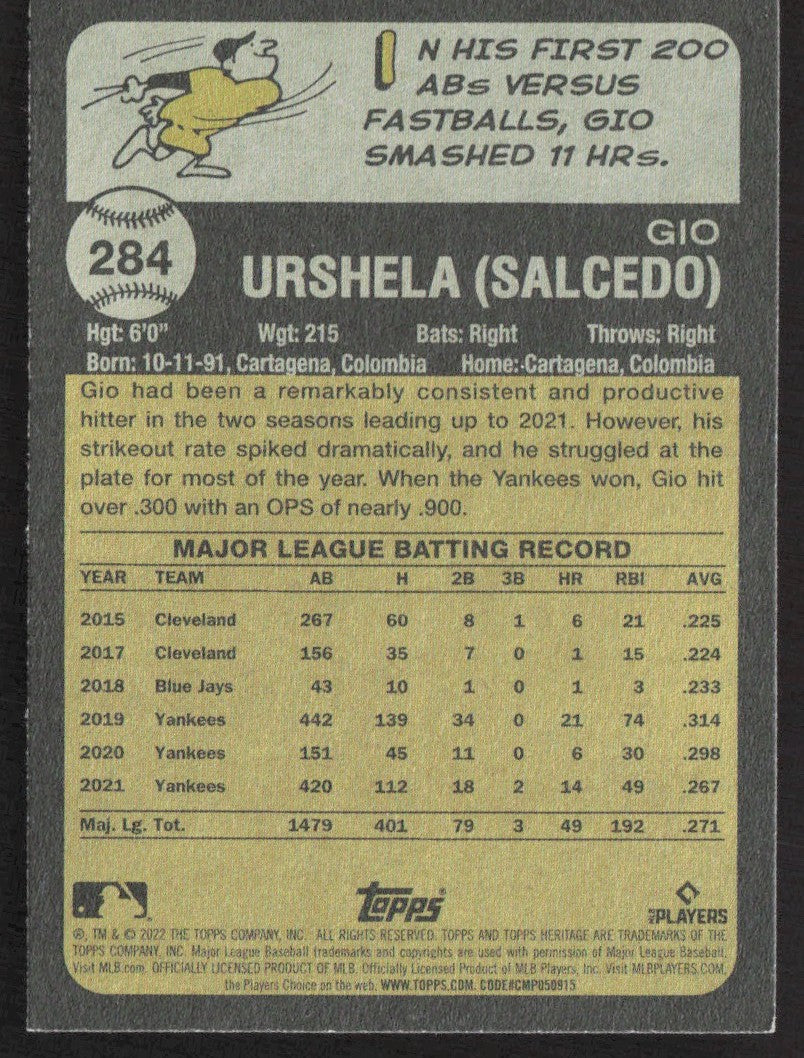 IN HIS FIRST 200
ABs VERSUS
FASTBALLS, GIO
SMASHED 11 HRs.
284
GIO
URSHELA (SALCEDO)
Hgt: 6'0" Wgt: 215 Bats: Right Throws: Right
Born: 10-11-91, Cartagena, Colombia Home: Cartagena, Colombia
Gio had been a remarkably consistent and productive
hitter in the two seasons leading up to 2021. However, his
strikeout rate spiked dramatically, and he struggled at the
plate for most of the year. When the Yankees won, Gio hit
over .300 with an OPS of nearly .900.
MAJOR LEAGUE BATTING RECORD
YEAR TEAM AB H 2B 3B HR RBI AVG
2015 Cleveland 267 60 8 1 6 21 .225
2017 Cleveland 156 35 7 0 1 15 .224
2018 Blue Jays 43 10 1 0 1 3 .233
2019 Yankees 442 139 34 0 21 74 .314
2020 Yankees 151 45 11 0 6 30 .298
2021 Yankees 420 112 18 2 14 49 .267
Maj. Lg. Tot. 1479 401 79 3 49 192 .271
topps
PLAYERS
®, TM & © 2022 THE TOPPS COMPANY, INC. ALL RIGHTS RESERVED. TOPPS AND TOPPS HERITAGE ARE TRADEMARKS OF THE
TOPPS COMPANY, INC. Major League Baseball trademarks and copyrights are used with permission of Major League Baseball.
Visit MLB.com. OFFICIALLY LICENSED PRODUCT OF MLB. Officially Licensed Product of MLB Players, Inc. Visit MLBPLAYERS.COM,
the Players Choice on the web. WWW.TOPPS.COM. CODE#CMP050915